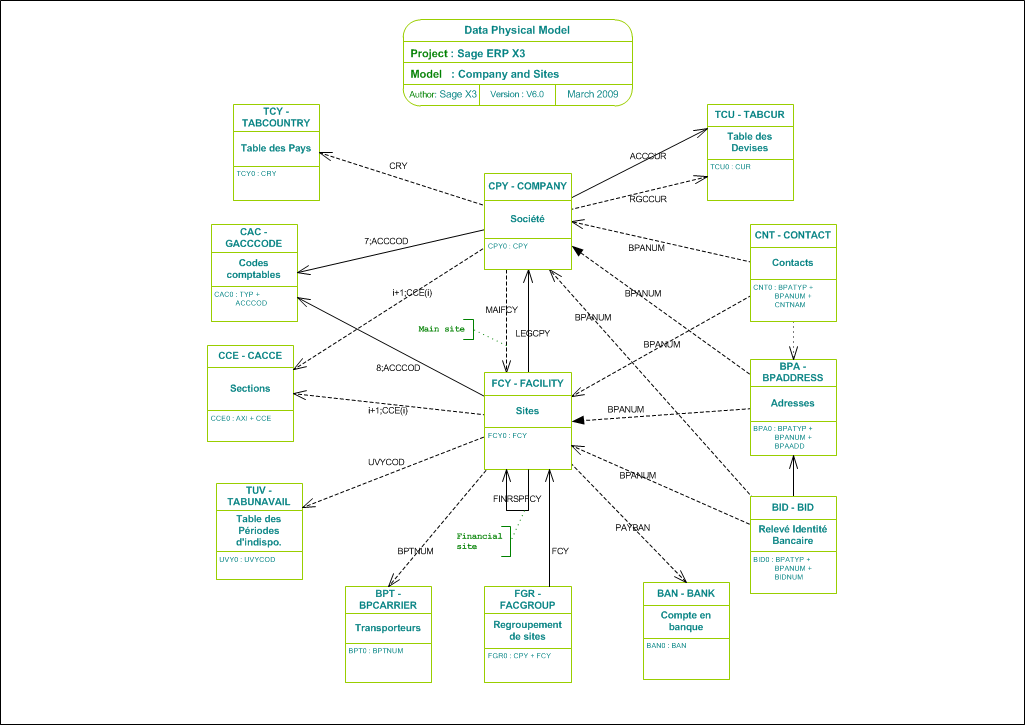 Data Physical Model
Project : Sage ERP X3
Model : Company and Sites
Author: Sage X3
Version : V6.0
March 2009
TCY -
TABCOUNTRY
Table des Pays
TCY0 : CRY
TCU - TABCUR
Table des
Devises
TCU0 : CUR
CPY - COMPANY
Société
CPY0 : CPY
CAC -
GACCCODE
Codes
comptables
CAC0 : TYP +
ACCCOD
CNT - CONTACT
Contacts
CNT0 : BPATYP +
BPANUM +
CNTNAM
CCE - CACCE
Sections
CCE0 : AXI + CCE
FCY - FACILITY
Sites
FCY0 : FCY
BPA -
BPADDRESS
Adresses
BPA0 : BPATYP +
BPANUM +
BPAADD
TUV -
TABUNAVAIL
Table des
Périodes
d'indispo.
UVY0 : UVYCOD
BID - BID
Relevé Identité
Bancaire
BID0 : BPATYP +
BPANUM +
BIDNUM
BPT -
BPCARRIER
Transporteurs
BPT0 : BPTNUM
FGR -
FACGROUP
Regroupement
de sites
FGR0 : CPY + FCY
BAN - BANK
Compte en
banque
BAN0 : BAN
CRY
ACCCUR
RGCCUR
7;ACCCOD
BPANUM
i+1;CCE(i)
BPANUM
MAIFCY
BPANUM
Main site
LEGCPY
BPANUM
8;ACCCOD
i+1;CCE(i)
BPANUM
UVYCOD
BPANUM
FINRSPFCY
PAYBAN
Financial
site
BPTNUM
FCY